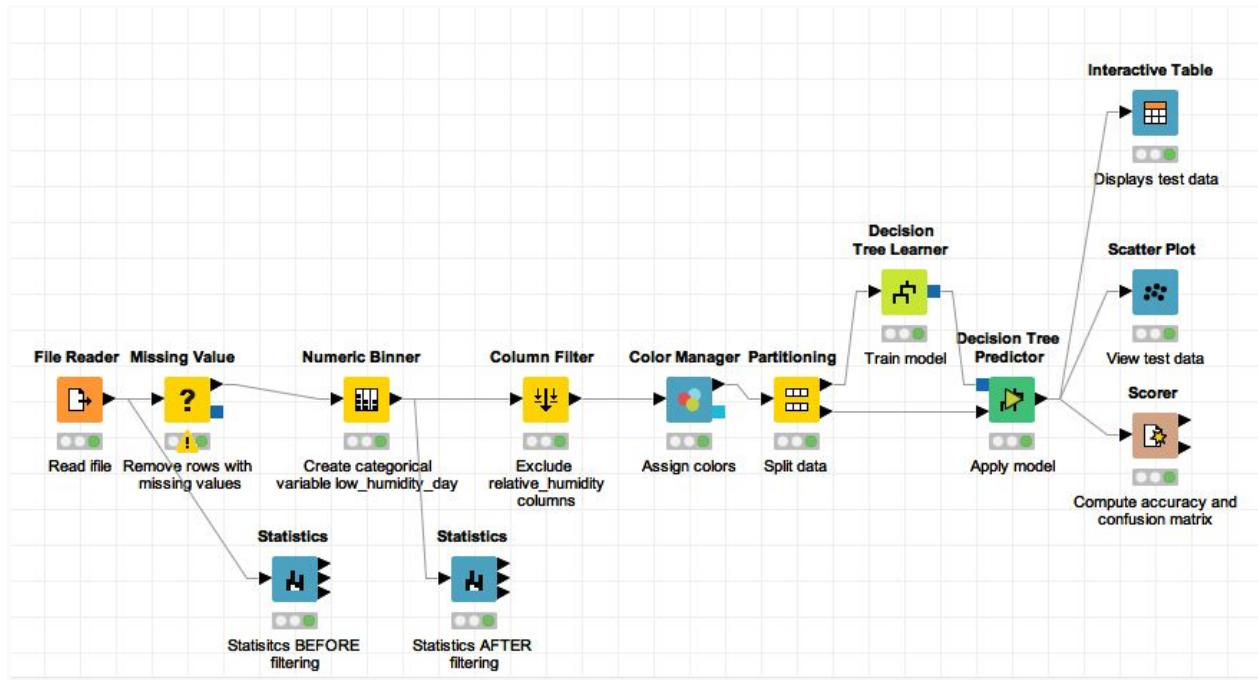 Interactive Table
Displays test data
Decision
Tree Learner
Train model
Scatter Plot
View test data
File Reader
Read ifile
Missing Value
?
!
Remove rows with
missing values
Numeric Binner
Create categorical
variable low_humidity_day
Column Filter
Exclude
relative_humidity
columns
Color Manager
Assign colors
Partitioning
Split data
Decision Tree
Predictor
Apply model
Scorer
Compute accuracy and
confusion matrix
Statistics
Statisitcs BEFORE
filtering
Statistics
Statistics AFTER
filtering